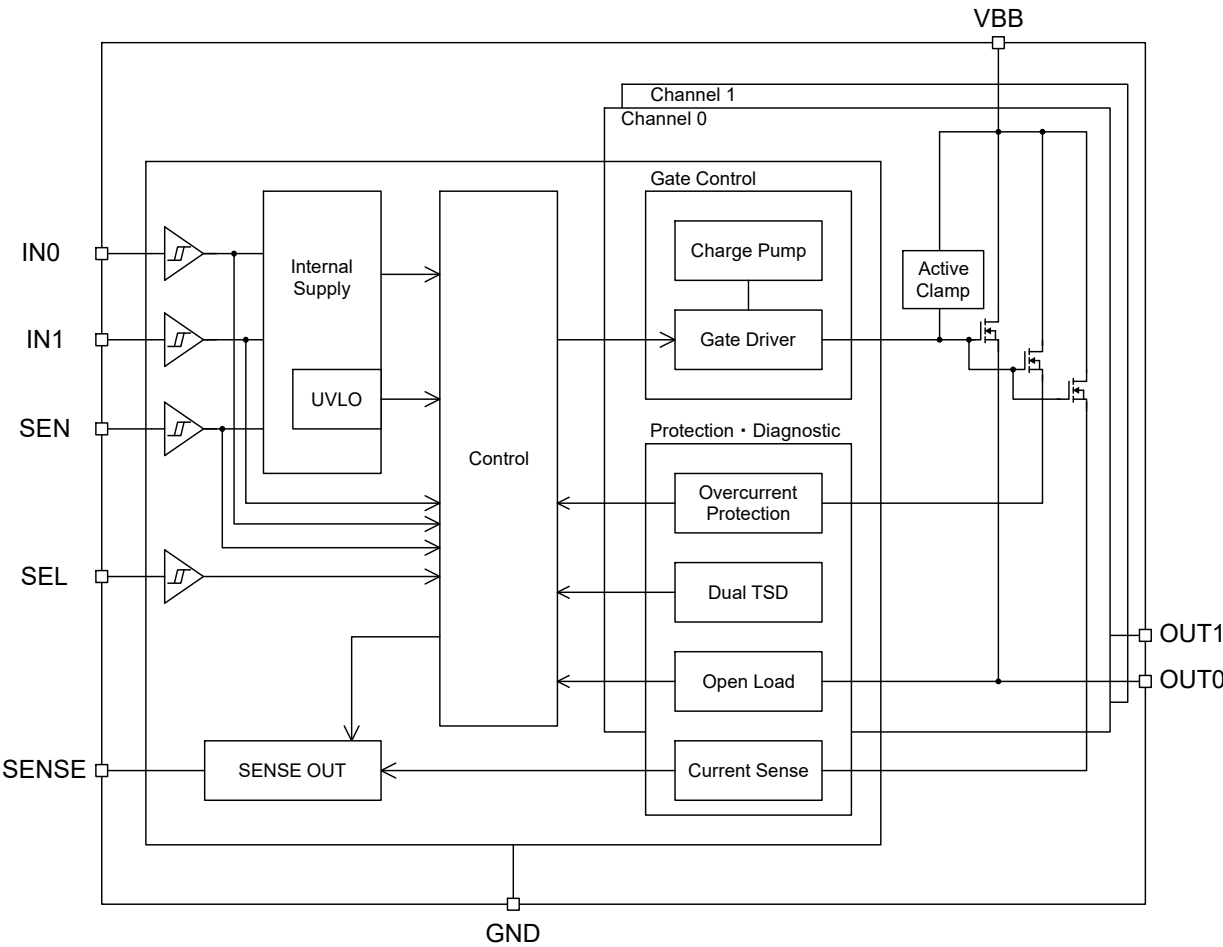 VBB
Channel 1
Channel 0
Gate Control
Charge Pump
IN0
Internal
Supply
Active
Clamp
IN1
Gate Driver
UVLO
SEN
Protection・Diagnostic
Control
Overcurrent
Protection
SEL
Dual TSD
OUT1
Open Load
OUT0
SENSE
SENSE OUT
Current Sense
GND